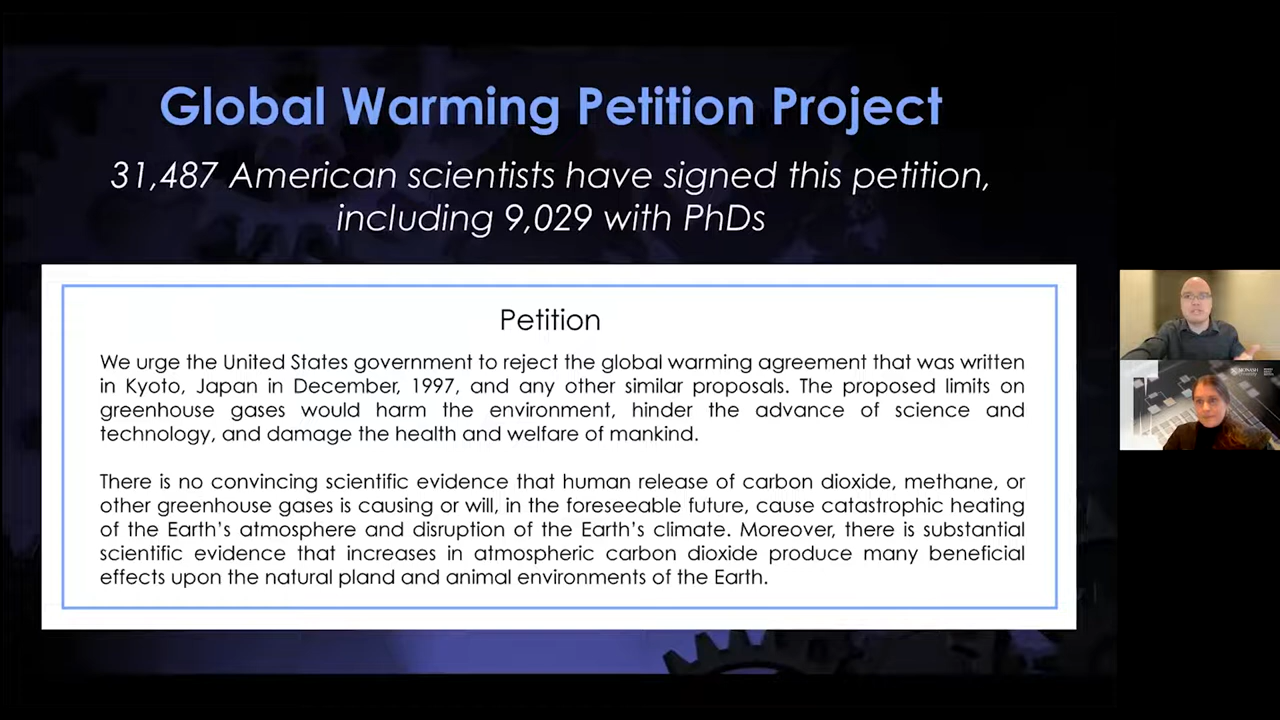 Global Warming Petition Project
31,487 American scientists have signed this petition,
including 9,029 with PhDs
Petition
We urge the United States government to reject the global warming agreement that was written
in Kyoto, Japan in December, 1997, and any other similar proposals. The proposed limits on
greenhouse gases would harm the environment, hinder the advance of science and
technology, and damage the health and welfare of mankind.
There is no convincing scientific evidence that human release of carbon dioxide, methane, or
other greenhouse gases is causing or will, in the foreseeable future, cause catastrophic heating
of the Earth's atmosphere and disruption of the Earth's climate. Moreover, there is substantial
scientific evidence that increases in atmospheric carbon dioxide produce many beneficial
effects upon the natural pland and animal environments of the Earth.
MONASH